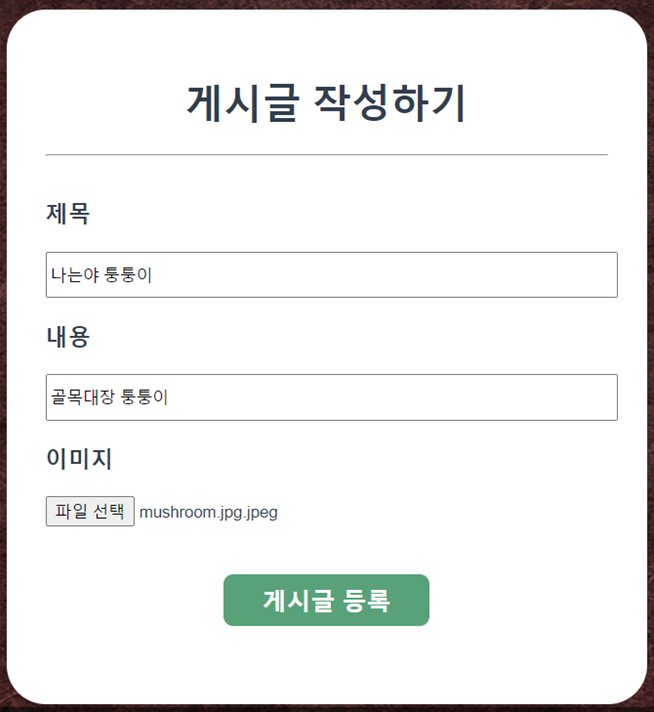 게시글 작성하기
제목
나는야 퉁퉁이
내용
골목대장 퉁퉁이
이미지
파일 선택 mushroom.jpg.jpeg
게시글 등록